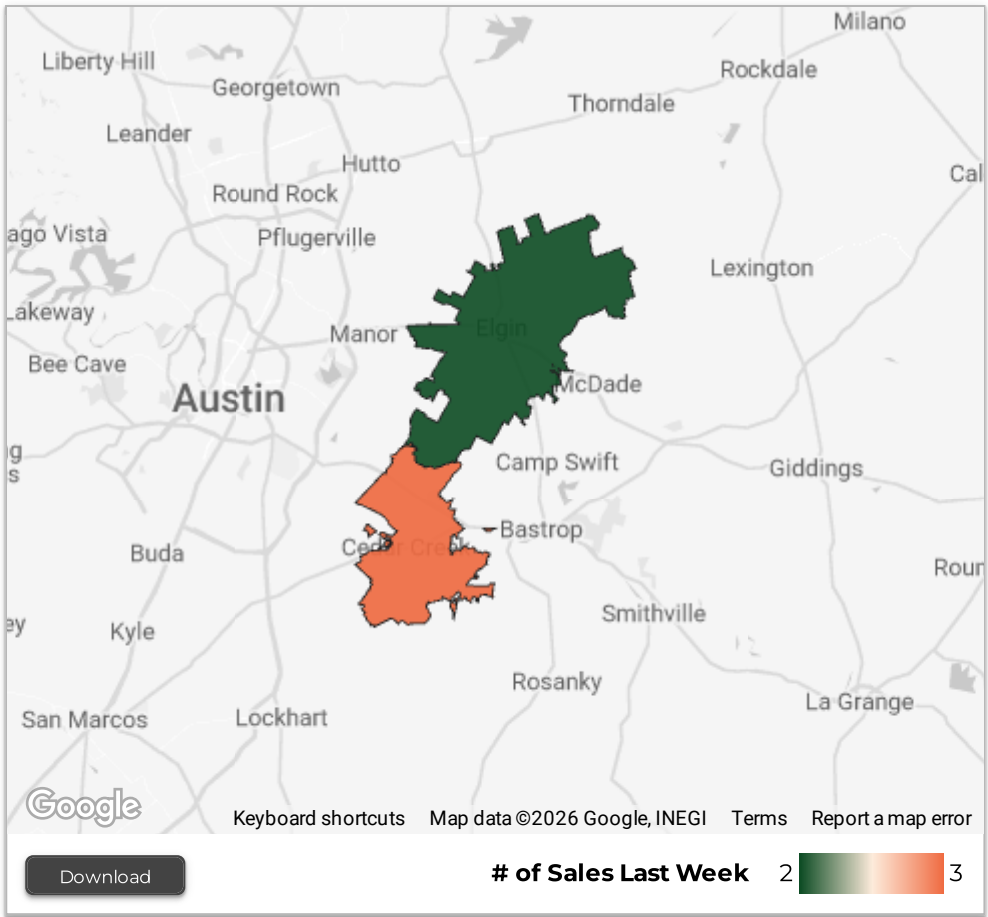 Milano
Liberty Hill
Rockdale
Georgetown
Thorndale
Leander
Hutto
Cal
Round Rock
ago Vista
Pflugerville
Lexington
Lakeway
Manor
Elgin
Bee Cave
McDade
Austin
g
s
Camp Swift
Giddings
Bastrop
Cedar Creek
Buda
Roun
Smithville
ey
Kyle
Rosanky
La Grange
San Marcos
Lockhart
Google
Keyboard shortcuts Map data ©2026 Google, INEGI Terms Report a map error
Download # of Sales Last Week 2 3